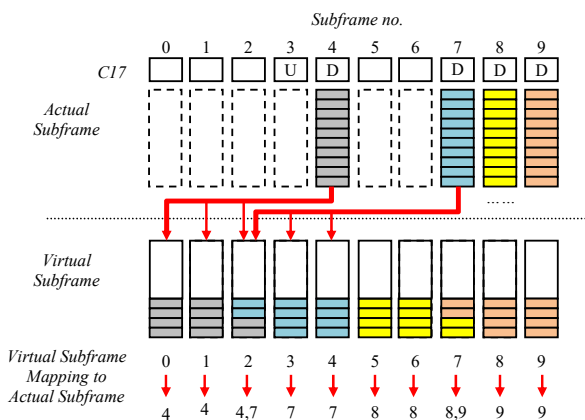 Subframe no.
0 1 2 3 4 5 6 7 8 9
C17 U D D D D
Actual
Subframe
... ...
Virtual
Subframe
Virtual Subframe
Mapping to
Actual Subframe
0 1 2 3 4 5 6 7 8 9
4 4 4,7 7 7 8 8 8,9 9 9